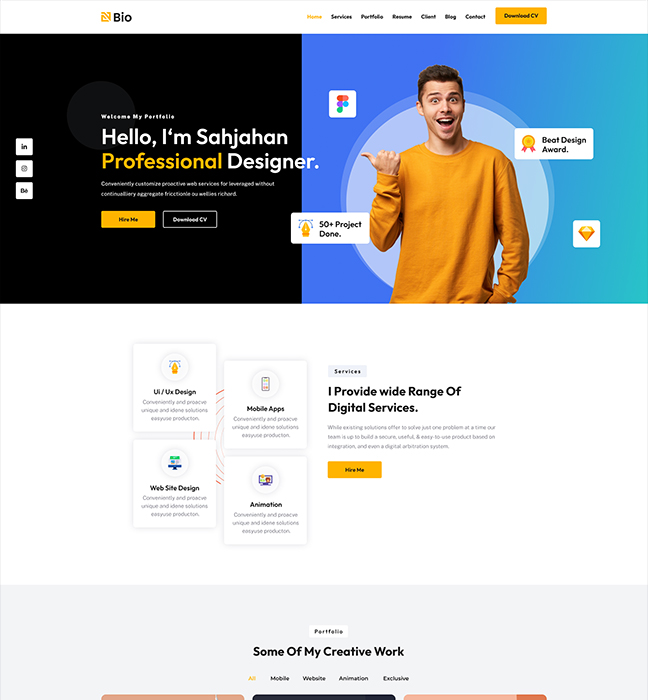 Bio
Home Services Portfolio Resume Client Blog Contact Download CV
Welcome My Portfolio
Hello, I‘m Sahjahan
Professional Designer.
Conveniently customize proactive web services for leveraged without
continualliery aggregate fricctionle ou wellies richard.
Hire Me Download CV
in
Bē
Beat Design
Award.
50+ Project
Done.
Ui / Ux Design
Conveniently and proacve
unique and idene solutions
easyuse producton.
Mobile Apps
Conveniently and proacve
unique and idene solutions
easyuse producton.
Web Site Design
Conveniently and proacve
unique and idene solutions
easyuse producton.
Animation
Conveniently and proacve
unique and idene solutions
easyuse producton.
Services
I Provide wide Range Of
Digital Services.
While existing solutions offer to solve just one problem at a time our
team is up to build a secure, useful, & easy-to-use product based on
integration, and even a digital arbitration system.
Hire Me
Portfolio
Some Of My Creative Work
All Mobile Website Animation Exclusive